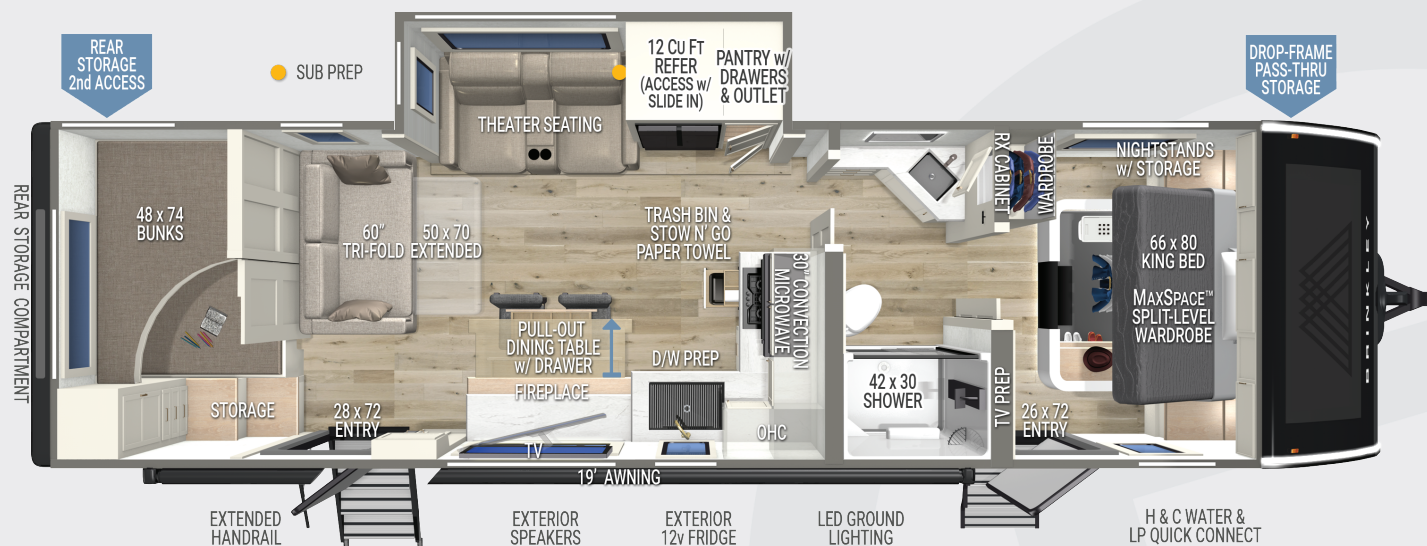 REAR
STORAGE
2nd ACCESS
SUB PREP
12 CU FT
REFER
(ACCESS w/
SLIDE IN)
PANTRY w/
DRAWERS
& OUTLET
DROP-FRAME
PASS-THRU
STORAGE
THEATER SEATING
REAR STORAGE COMPARTMENT
48 x 74
BUNKS
60”
TRI-FOLD
50 x 70
EXTENDED
TRASH BIN &
STOW N’ GO
PAPER TOWEL
30” CONVECTION
MICROWAVE
RX CABINET
WARDROBE
NIGHTSTANDS
w/ STORAGE
66 x 80
KING BED
MAXSPACE™
SPLIT-LEVEL
WARDROBE
BRINKLEY
PULL-OUT
DINING TABLE
w/ DRAWER
D/W PREP
FIREPLACE
STORAGE
28 x 72
ENTRY
TV
OHC
42 x 30
SHOWER
TV PREP
26 x 72
ENTRY
19’ AWNING
EXTENDED
HANDRAIL
EXTERIOR
SPEAKERS
EXTERIOR
12v FRIDGE
LED GROUND
LIGHTING
H & C WATER &
LP QUICK CONNECT